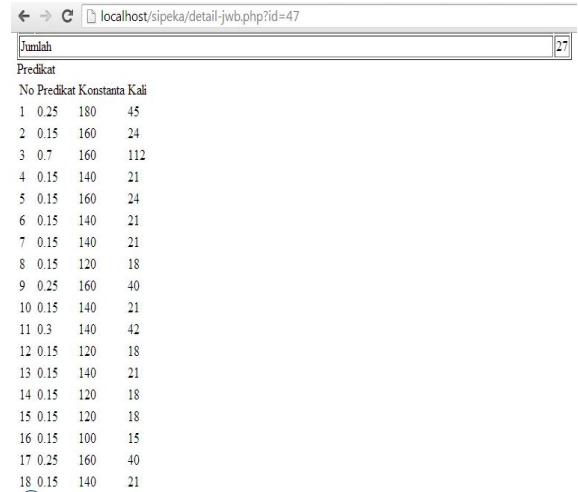 localhost/sipeka/detail-jwb.php?id=47
Jumlah 27
Predikat
No Predikat Konstanta Kali
1 0.25 180 45
2 0.15 160 24
3 0.7 160 112
4 0.15 140 21
5 0.15 160 24
6 0.15 140 21
7 0.15 140 21
8 0.15 120 18
9 0.25 160 40
10 0.15 140 21
11 0.3 140 42
12 0.15 120 18
13 0.15 140 21
14 0.15 120 18
15 0.15 120 18
16 0.15 100 15
17 0.25 160 40
18 0.15 140 21